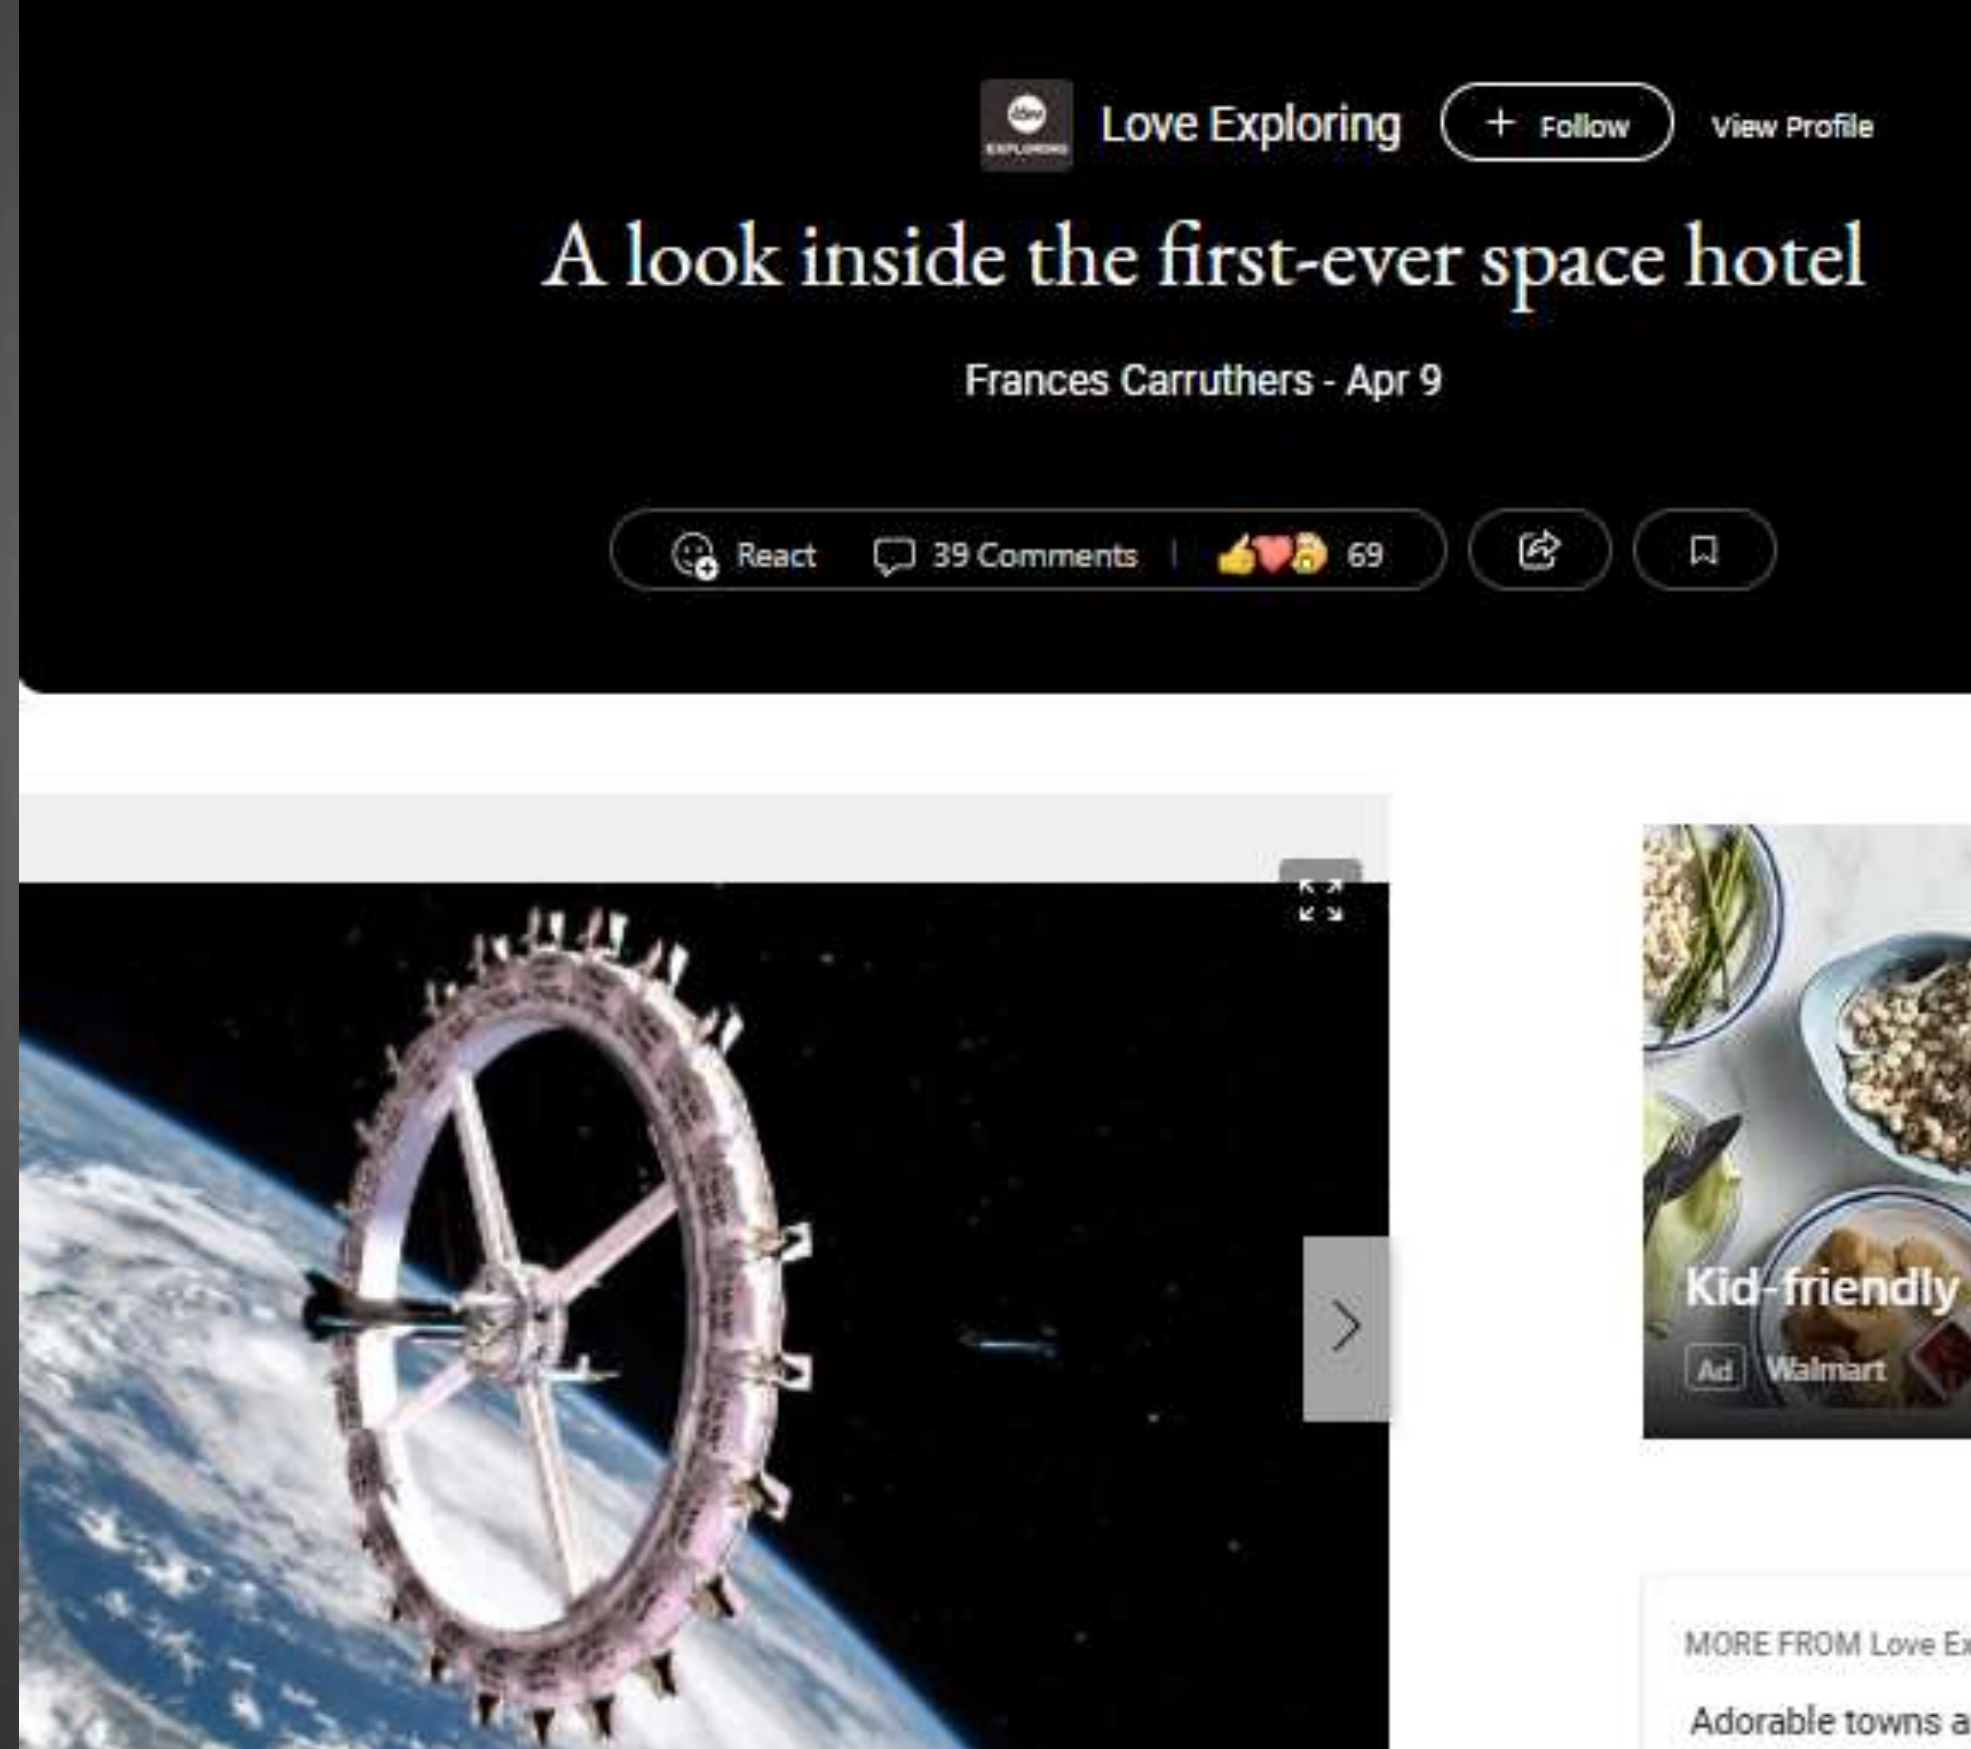 Love Exploring + Follow View Profile
EXPLORING
A look inside the first-ever space hotel
Frances Carruthers - Apr 9
React 39 Comments 69
Kid-friendly
Ad Walmart
MORE FROM Love Ex
Adorable towns a